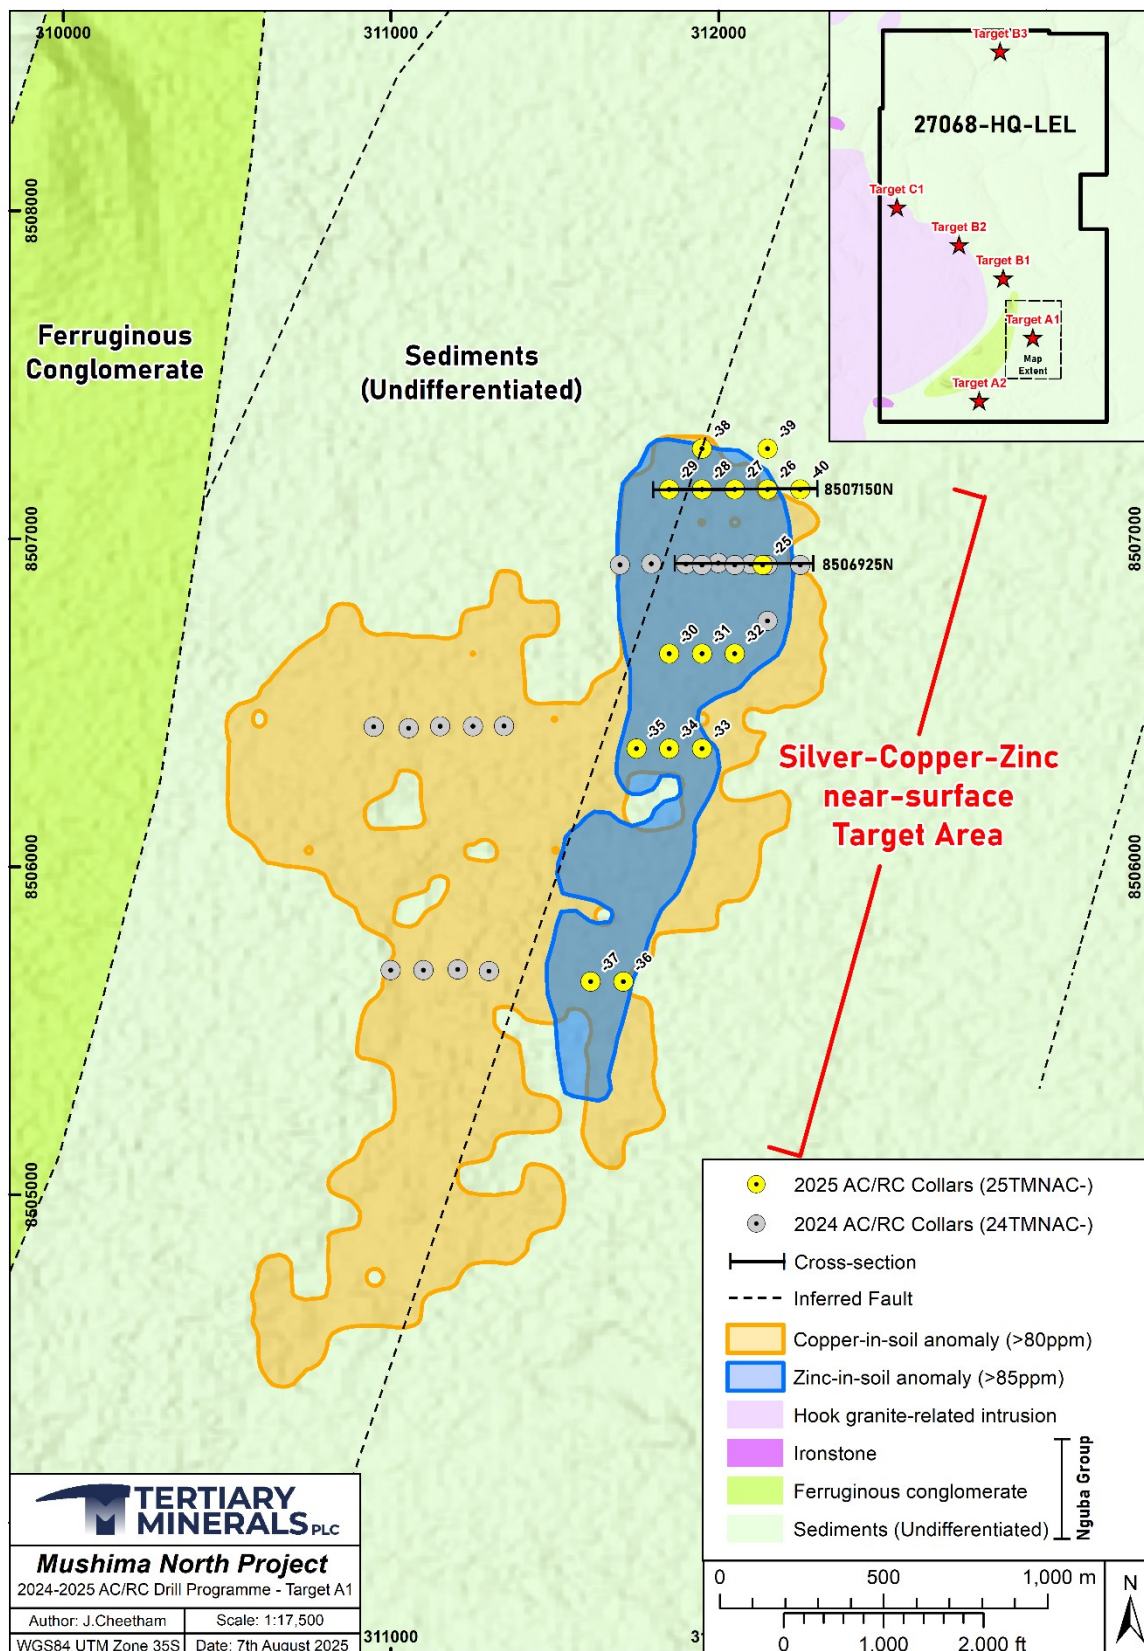 310000
311000
312000
Target B3
27068-HQ-LEL
Target C1
Target B2
Target B1
Target A1
Map
Extent
Target A2
8508000
Ferruginous
Conglomerate
Sediments
(Undifferentiated)
-38
-39
-29
-28
-27
-26
-40
8507150N
8507000
8507000
-25
8506925N
-30
-31
-32
-35
-34
-33
Silver-Copper-Zinc
near-surface
Target Area
8506000
8506000
-37
-36
8505000
2025 AC/RC Collars (25TMNAC-)
2024 AC/RC Collars (24TMNAC-)
Cross-section
Inferred Fault
Copper-in-soil anomaly (>80ppm)
Zinc-in-soil anomaly (>85ppm)
Hook granite-related intrusion
Ironstone
Ferruginous conglomerate
Sediments (Undifferentiated)
Nguba Group
TERTIARY
MINERALS PLC
Mushima North Project
2024-2025 AC/RC Drill Programme - Target A1
Author: J.Cheetham
Scale: 1:17,500
WGS84 UTM Zone 35S
Date: 7th August 2025
311000
0 500 1,000 m
0 1,000 2,000 ft
N